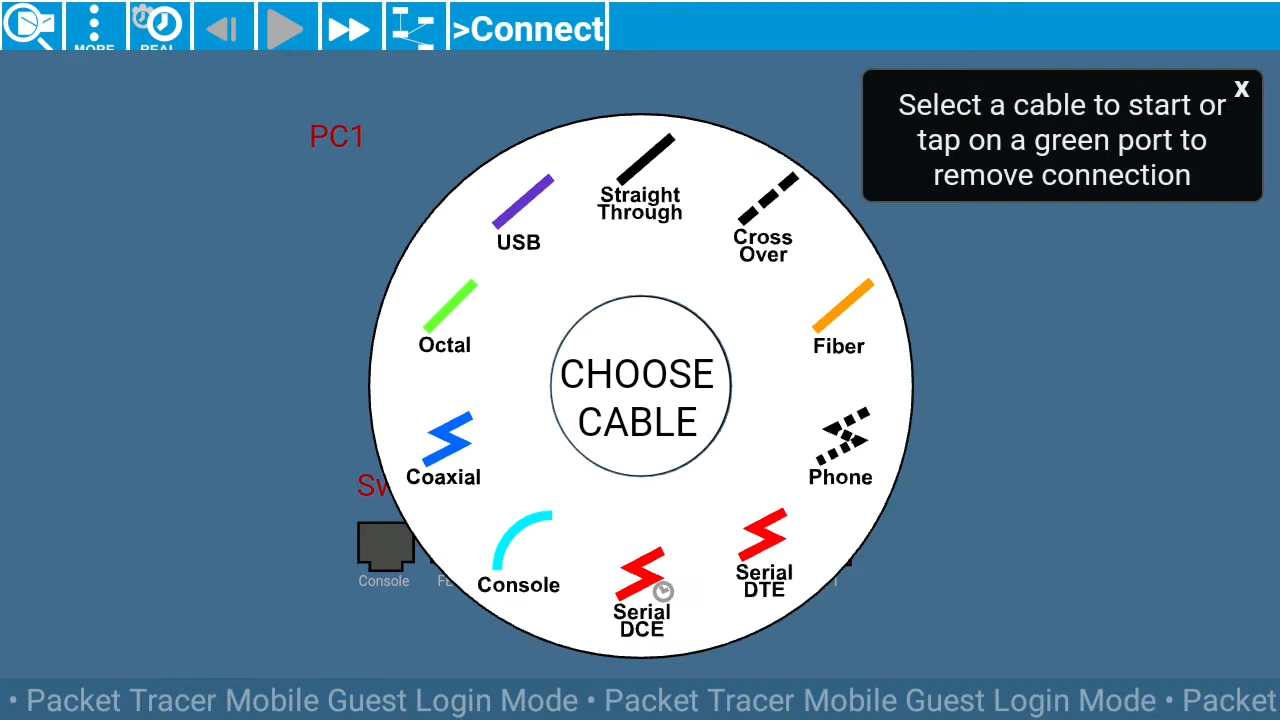 MORE
REAL
>Connect
x
Select a cable to start or
tap on a green port to
remove connection
PC1
Straight
Through
USB
Cross
Over
Octal
Fiber
CHOOSE
CABLE
Coaxial
Phone
Console
Serial
DTE
Serial
DCE
Console
• Packet Tracer Mobile Guest Login Mode • Packet Tracer Mobile Guest Login Mode • Packet